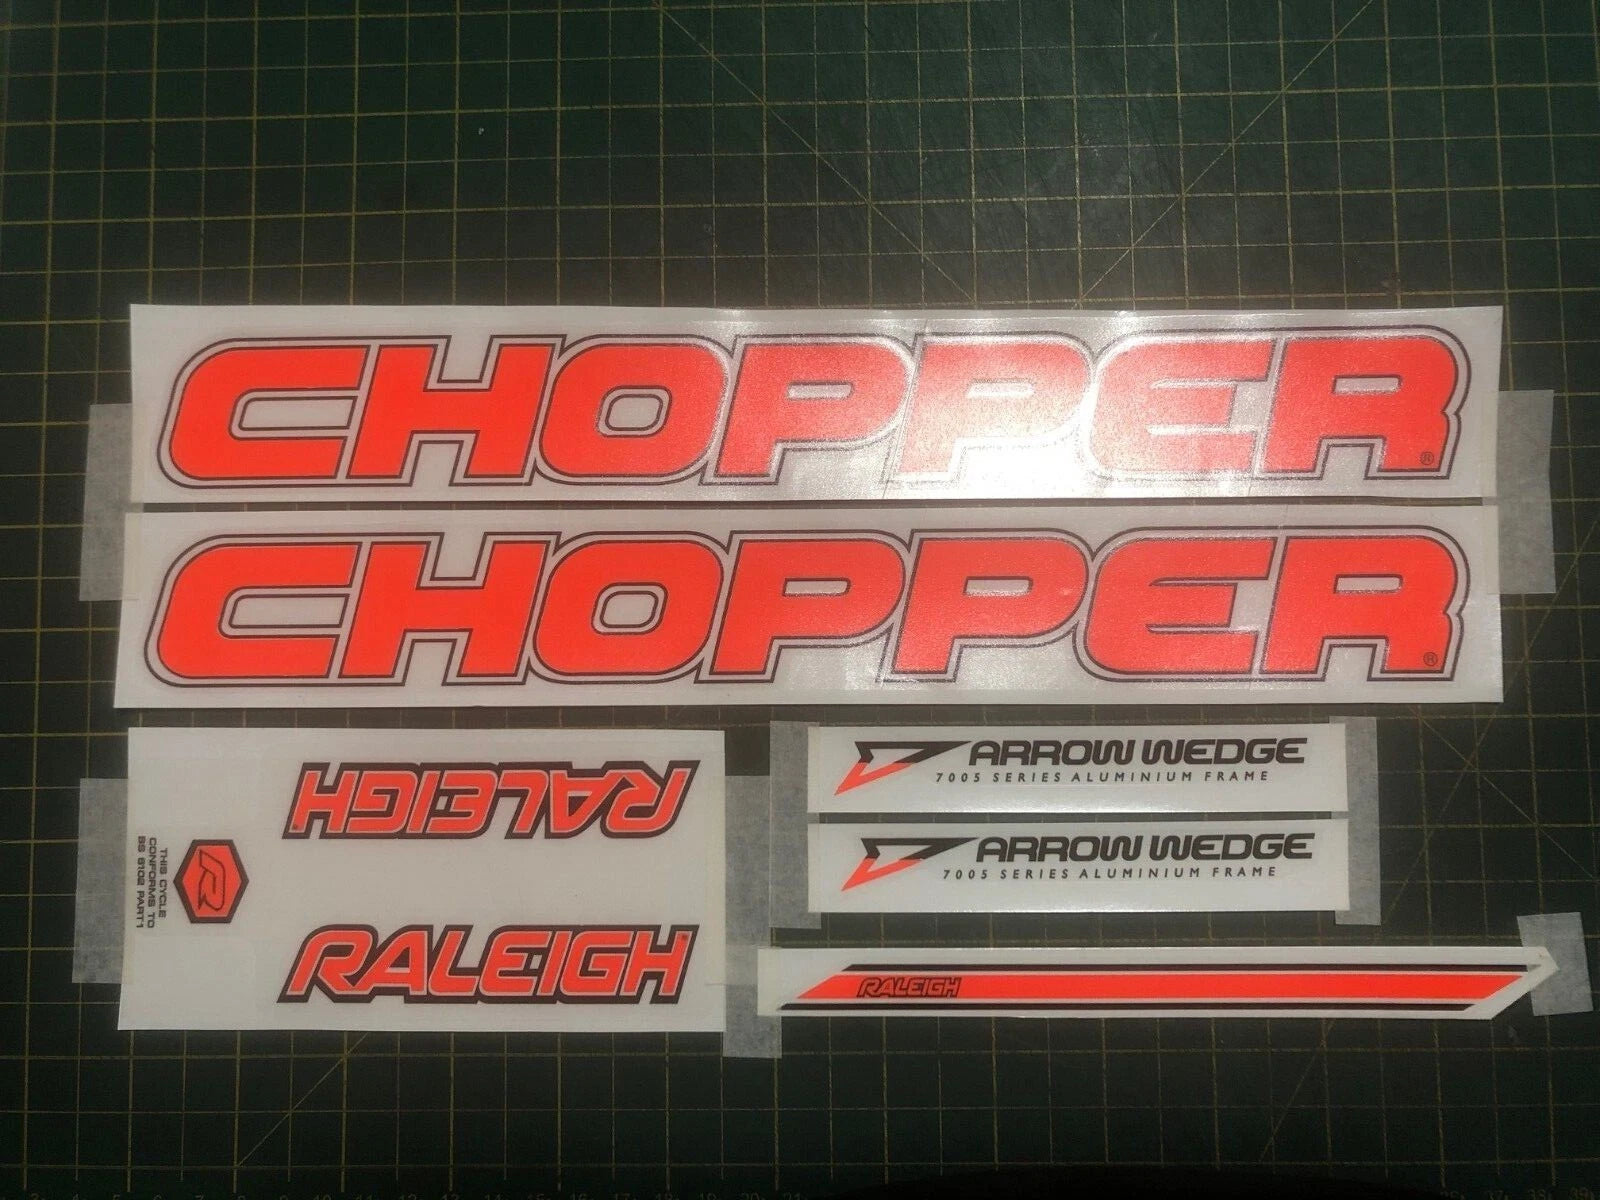 CHOPPER®
CHOPPER®
RALEIGH
THIS CYCLE
CONFORMS TO
BS 6102 PART1
R
RALEIGH
ARROW WEDGE
7005 SERIES ALUMINIUM FRAME
ARROW WEDGE
7005 SERIES ALUMINIUM FRAME
RALEIGH